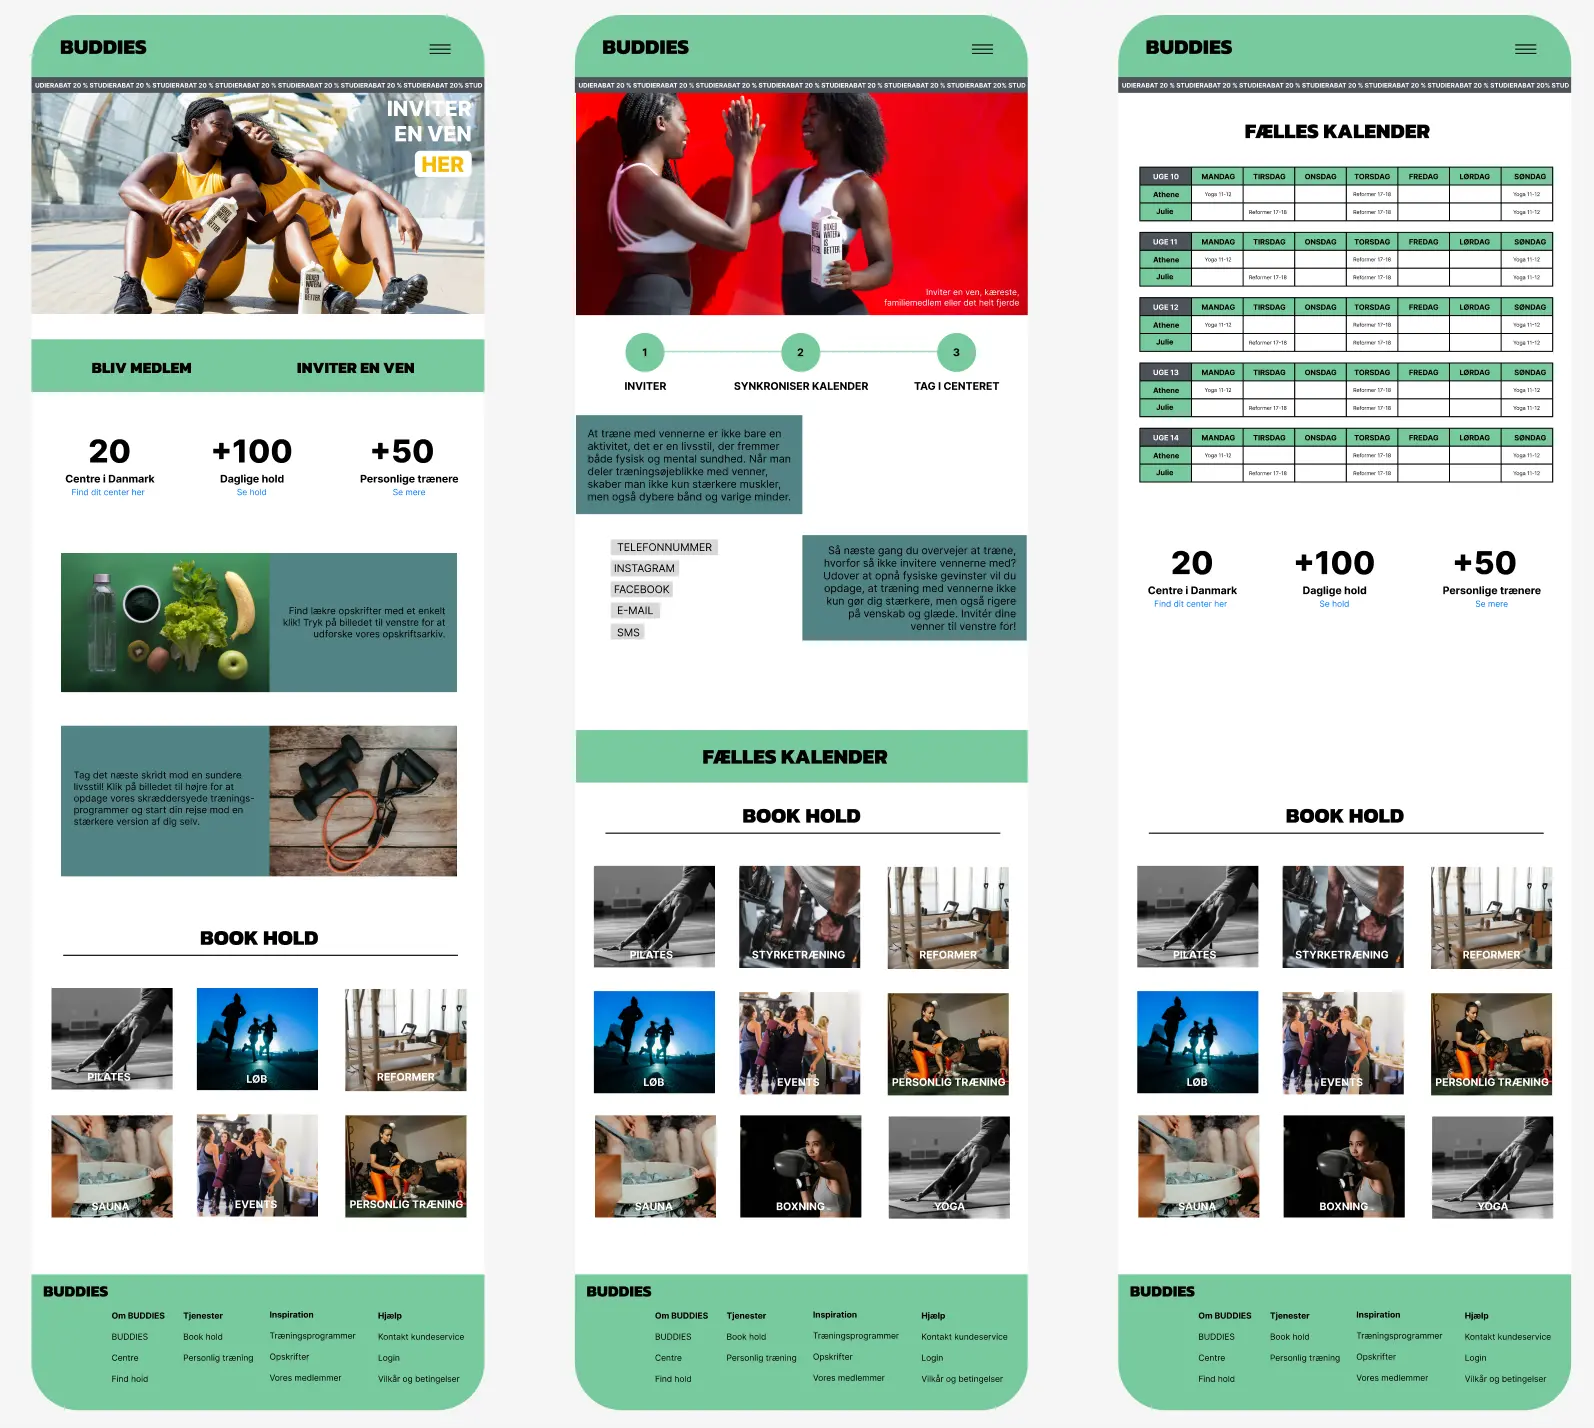 BUDDIES
UDIERABAT 20 % STUDIERABAT 20 % STUDIERABAT 20 % STUDIERABAT 20 % STUDIERABAT 20 % STUDIERABAT 20% STUD
INVITER
EN VEN
HER
BOXED
WATER
IS
BETTER
BLIV MEDLEM
INVITER EN VEN
20
+100
+50
Centre i Danmark
Daglige hold
Personlige trænere
Find dit center her
Se hold
Se mere
Find lækre opskrifter med et enkelt
klik! Tryk på billedet til venstre for at
udforske vores opskriftsarkiv.
Tag det næste skridt mod en sundere
livsstil! Klik på billedet til højre for at
opdage vores skræddersyede trænings-
programmer og start din rejse mod en
stærkere version af dig selv.
BOOK HOLD
PILATES
LØB
REFORMER
SAUNA
EVENTS
PERSONLIG TRÆNING
BUDDIES
Om BUDDIES
Tjenester
Inspiration
Hjælp
BUDDIES
Book hold
Træningsprogrammer
Kontakt kundeservice
Centre
Personlig træning
Opskrifter
Login
Find hold
Vores medlemmer
Vilkår og betingelser
BUDDIES
UDIERABAT 20 % STUDIERABAT 20 % STUDIERABAT 20 % STUDIERABAT 20 % STUDIERABAT 20 % STUDIERABAT 20% STUD
BOXED
WATER
IS
BETTER
Inviter en ven, kæreste,
familiemedlem eller det helt fjerde
1
2
3
INVITER
SYNKRONISER KALENDER
TAG I CENTERET
At træne med vennerne er ikke bare en
aktivitet, det er en livsstil, der fremmer
både fysisk og mental sundhed. Når man
deler træningsøjeblikke med venner,
skaber man ikke kun stærkere muskler,
men også dybere bånd og varige minder.
TELEFONNUMMER
INSTAGRAM
FACEBOOK
E-MAIL
SMS
Så næste gang du overvejer at træne,
hvorfor så ikke invitere vennerne med?
Udover at opnå fysiske gevinster vil du
opdage, at træning med vennerne ikke
kun gør dig stærkere, men også rigere
på venskab og glæde. Invitér dine
venner til venstre for!
FÆLLES KALENDER
BOOK HOLD
PILATES
STYRKETRÆNING
REFORMER
LØB
EVENTS
PERSONLIG TRÆNING
SAUNA
BOXNING
YOGA
BUDDIES
Om BUDDIES
Tjenester
Inspiration
Hjælp
BUDDIES
Book hold
Træningsprogrammer
Kontakt kundeservice
Centre
Personlig træning
Opskrifter
Login
Find hold
Vores medlemmer
Vilkår og betingelser
BUDDIES
UDIERABAT 20 % STUDIERABAT 20 % STUDIERABAT 20 % STUDIERABAT 20 % STUDIERABAT 20 % STUDIERABAT 20% STUD
FÆLLES KALENDER
UGE 10 MANDAG TIRSDAG ONSDAG TORSDAG FREDAG LØRDAG SØNDAG
Athene Yoga 11-12 Reformer 17-18 Yoga 11-12
Julie Reformer 17-18 Reformer 17-18 Yoga 11-12
UGE 11 MANDAG TIRSDAG ONSDAG TORSDAG FREDAG LØRDAG SØNDAG
Athene Yoga 11-12 Reformer 17-18 Yoga 11-12
Julie Reformer 17-18 Reformer 17-18 Yoga 11-12
UGE 12 MANDAG TIRSDAG ONSDAG TORSDAG FREDAG LØRDAG SØNDAG
Athene Yoga 11-12 Reformer 17-18 Yoga 11-12
Julie Reformer 17-18 Reformer 17-18 Yoga 11-12
UGE 13 MANDAG TIRSDAG ONSDAG TORSDAG FREDAG LØRDAG SØNDAG
Athene Yoga 11-12 Reformer 17-18 Yoga 11-12
Julie Reformer 17-18 Reformer 17-18 Yoga 11-12
UGE 14 MANDAG TIRSDAG ONSDAG TORSDAG FREDAG LØRDAG SØNDAG
Athene Yoga 11-12 Reformer 17-18 Yoga 11-12
Julie Reformer 17-18 Reformer 17-18 Yoga 11-12
20
+100
+50
Centre i Danmark
Daglige hold
Personlige trænere
Find dit center her
Se hold
Se mere
BOOK HOLD
PILATES
STYRKETRÆNING
REFORMER
LØB
EVENTS
PERSONLIG TRÆNING
SAUNA
BOXNING
YOGA
BUDDIES
Om BUDDIES
Tjenester
Inspiration
Hjælp
BUDDIES
Book hold
Træningsprogrammer
Kontakt kundeservice
Centre
Personlig træning
Opskrifter
Login
Find hold
Vores medlemmer
Vilkår og betingelser